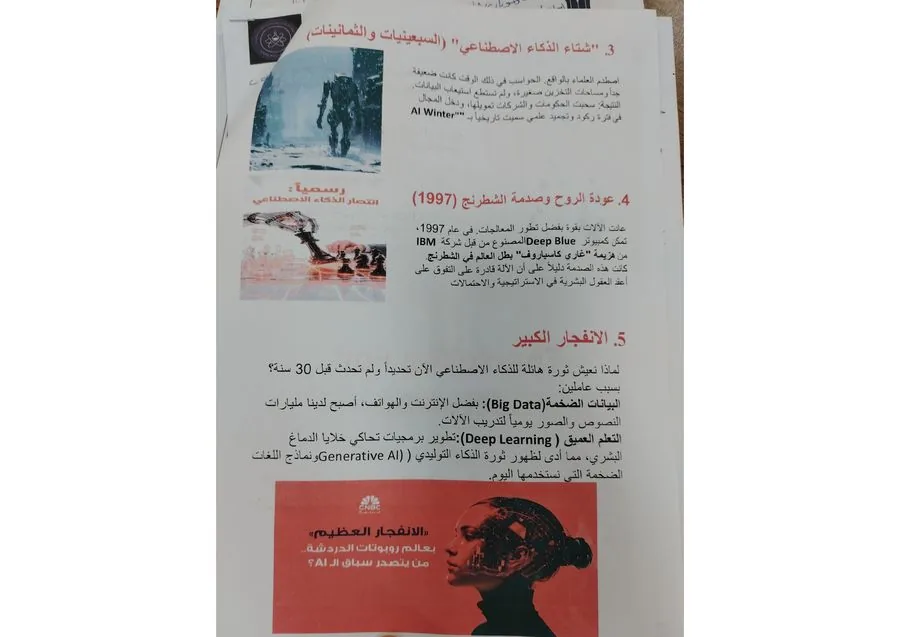 3. "شتاء الذكاء الاصطناعي" (السبعينيات والثمانينات)
اصطدم العلماء بالواقع. الحواسب في ذلك الوقت كانت ضعيفة
جداً ومساحات التخزين صغيرة، ولم تستطع استيعاب البيانات.
النتيجة: سحبت الحكومات والشركات تمويلها، ودخل المجال
في فترة ركود وتجميد علمي سميت تاريخياً بـ ""AI Winter
رسمياً:
انتصار الذكاء الاصطناعي
4. عودة الروح وصدمة الشطرنج (1997)
عادت الآلات بقوة بفضل تطور المعالجات. في عام 1997،
تمكن كمبيوتر Deep Blue المصنوع من قبل شركة IBM
من هزيمة "غاري كاسباروف" بطل العالم في الشطرنج.
كانت هذه الصدمة دليلاً على أن الآلة قادرة على التفوق على
أعقد العقول البشرية في الاستراتيجية والاحتمالات
5. الانفجار الكبير
لماذا نعيش ثورة هائلة للذكاء الاصطناعي الآن تحديداً ولم تحدث قبل 30 سنة؟
بسبب عاملين:
البيانات الضخمة(Big Data): بفضل الإنترنت والهواتف، أصبح لدينا مليارات
النصوص والصور يومياً لتدريب الآلات.
التعلم العميق ( Deep Learning):تطوير برمجيات تحاكي خلايا الدماغ
البشري، مما أدى لظهور ثورة الذكاء التوليدي ( (Generative AIونماذج اللغات
الضخمة التي نستخدمها اليوم.
CNBC
«الانفجار العظيم»
بعالم روبوتات الدردشة..
من يتصدر سباق الـ AI؟